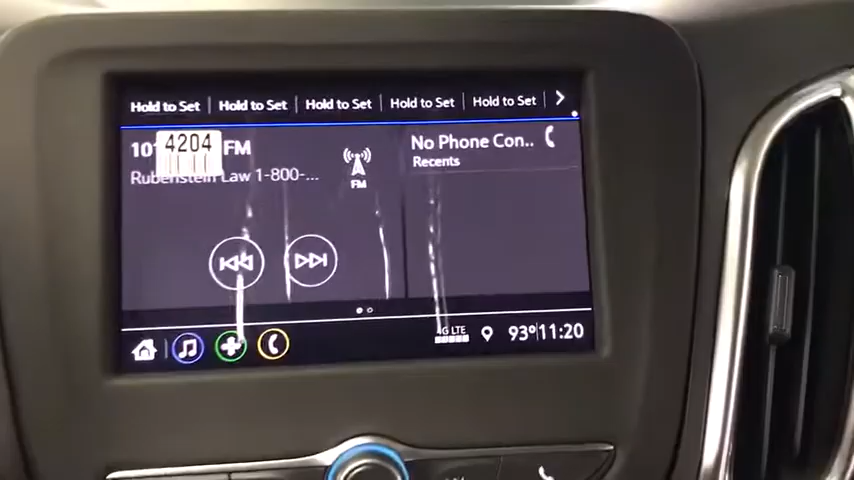 Hold to Set | Hold to Set | Hold to Set | Hold to Set | Hold to Set
4204
FM
No Phone Con..
Rubenstein Law 1-800-...
Recents
FM
4G LTE
93° 11:20